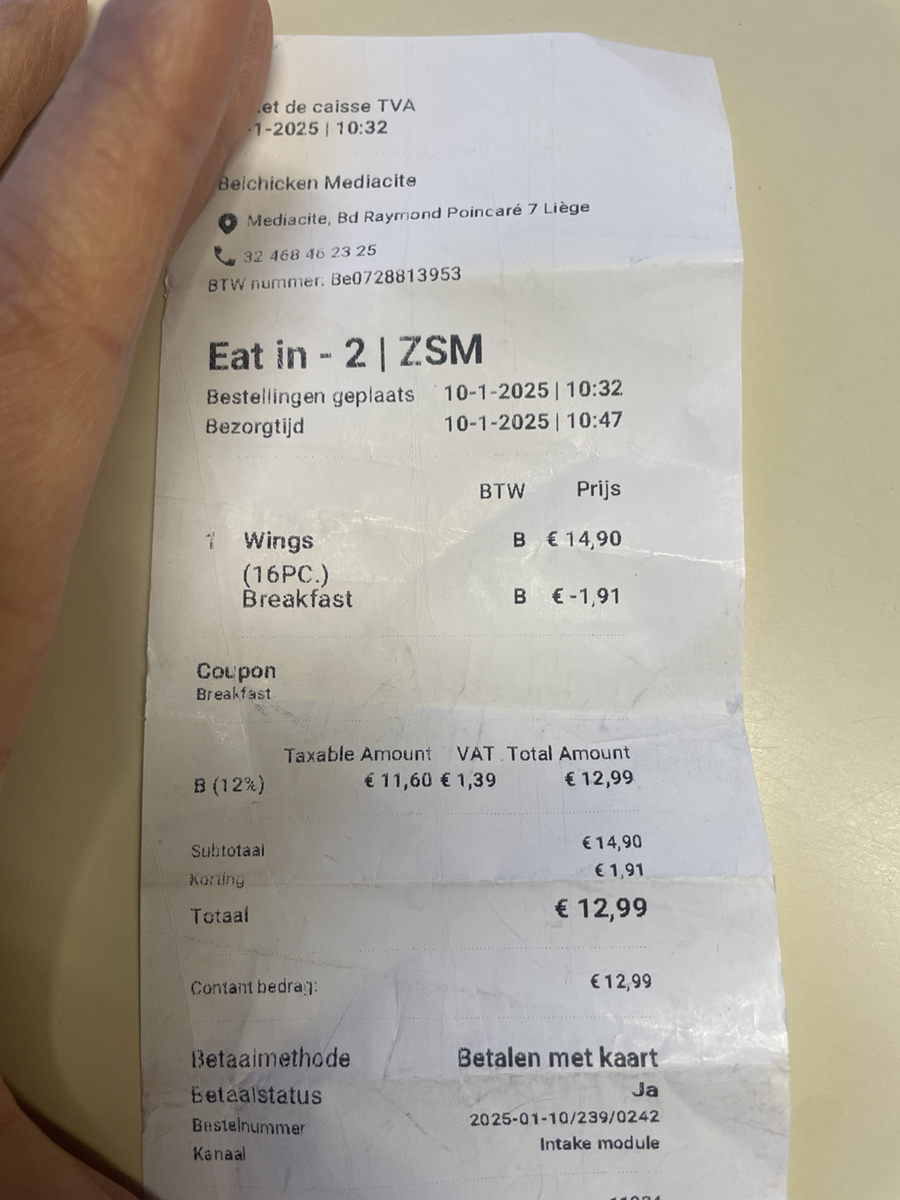 et de caisse TVA
-1-2025 | 10:32
Belchicken Mediacite
Mediacite, Bd Raymond Poincaré 7 Liège
32 468 46 23 25
BTW nummer: Be0728813953
Eat in - 2 | ZSM
Bestellingen geplaats 10-1-2025 | 10:32
Bezorgtijd 10-1-2025 | 10:47
BTW Prijs
1 Wings B € 14,90
(16PC.)
Breakfast B € -1,91
Coupon
Breakfast
Taxable Amount VAT Total Amount
B (12%) € 11,60 € 1,39 € 12,99
Subtotaal € 14,90
Korting € 1,91
Totaal € 12,99
Contant bedrag: € 12,99
Betaalmethode Betalen met kaart
Betaalstatus Ja
Bestelnummer 2025-01-10/239/0242
Kanaal Intake module